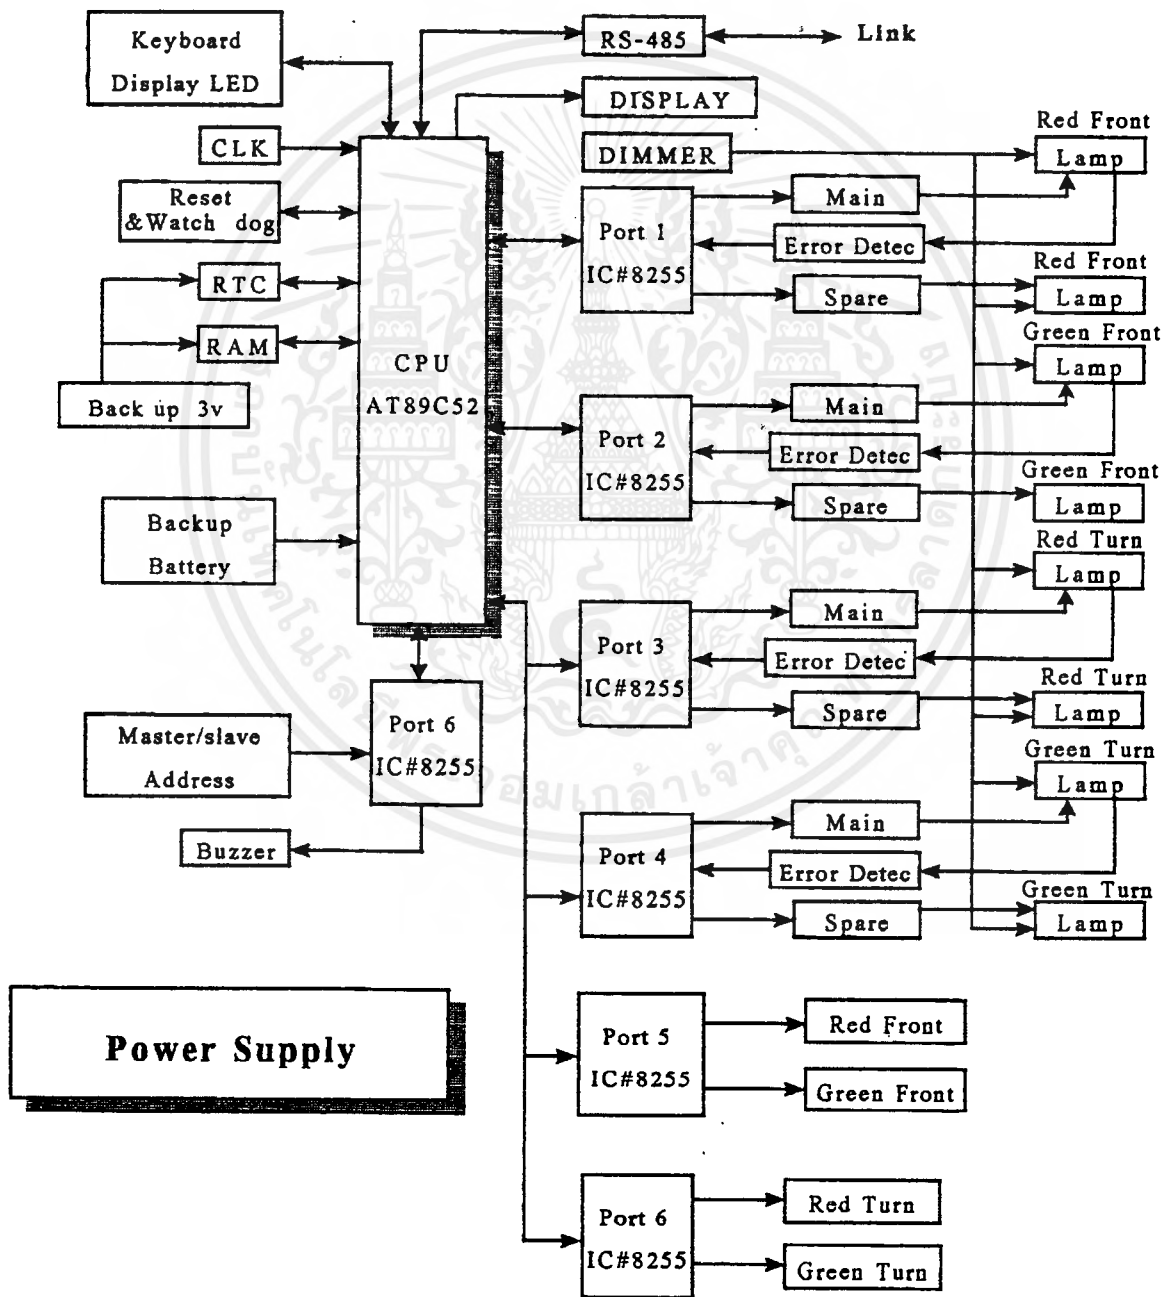 Keyboard
Display LED
RS-485
Link
DISPLAY
CLK
DIMMER
Red Front
Lamp
Reset
&Watch dog
Port 1
IC#8255
Main
Error Detec
Spare
Red Front
Lamp
RTC
RAM
Back up 3v
CPU
AT89C52
Green Front
Lamp
Port 2
IC#8255
Main
Error Detec
Spare
Green Front
Lamp
Backup
Battery
Red Turn
Lamp
Port 3
IC#8255
Main
Error Detec
Spare
Red Turn
Lamp
Master/slave
Address
Port 6
IC#8255
Buzzer
Green Turn
Lamp
Port 4
IC#8255
Main
Error Detec
Spare
Green Turn
Lamp
Power Supply
Port 5
IC#8255
Red Front
Green Front
Port 6
IC#8255
Red Turn
Green Turn